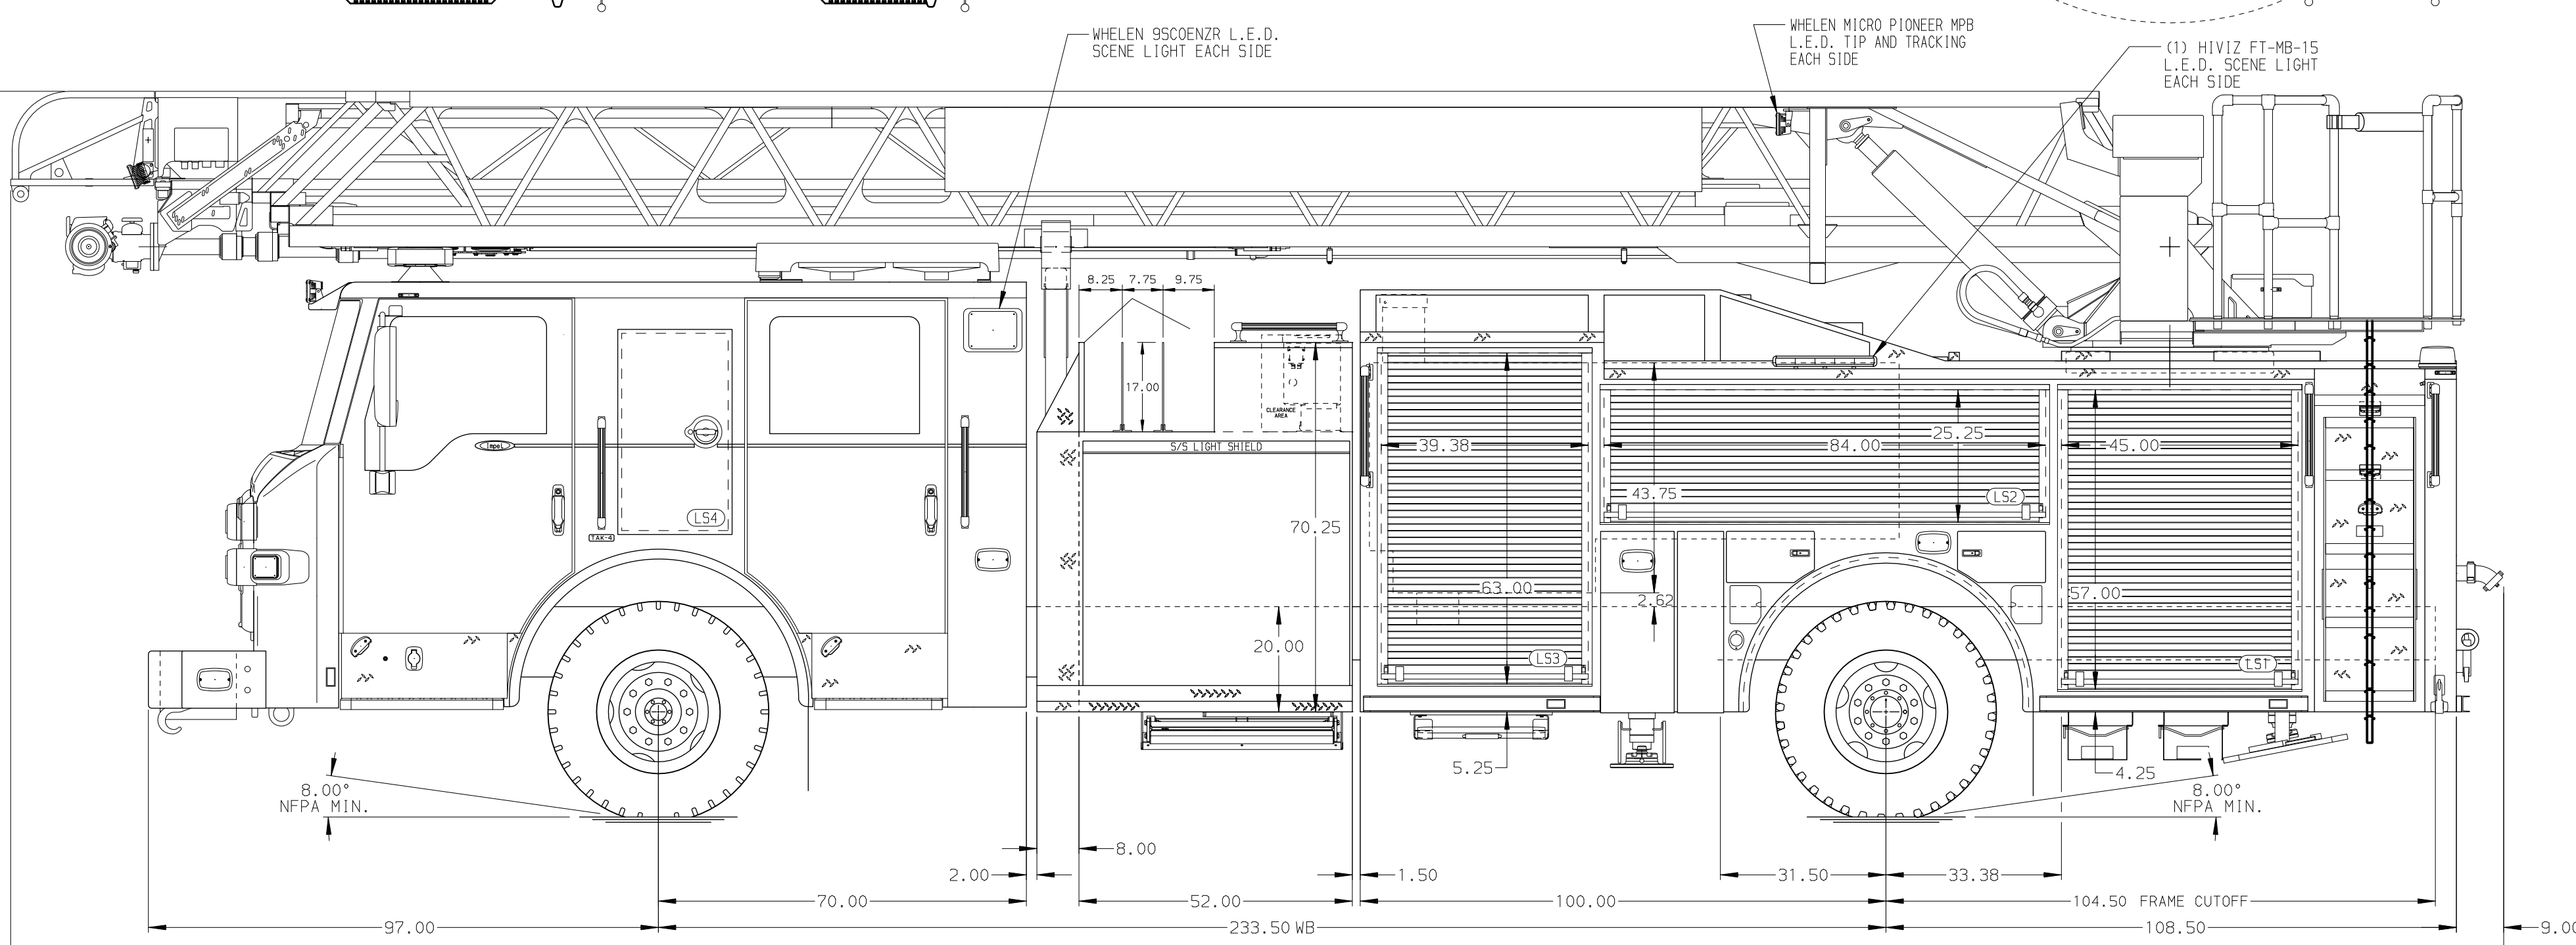 WHELEN 9SCOENZR L.E.D.
SCENE LIGHT EACH SIDE
WHELEN MICRO PIONEER MPB
L.E.D. TIP AND TRACKING
EACH SIDE
(1) HIVIZ FT-MB-15
L.E.D. SCENE LIGHT
EACH SIDE
8.25
7.75
9.75
17.00
CLEARANCE
AREA
S/S LIGHT SHIELD
mpel
LS4
TAK-4
70.25
20.00
39.38
63.00
LS3
43.75
2.62
84.00
25.25
LS2
45.00
57.00
LS1
5.25
4.25
8.00°
NFPA MIN.
8.00°
NFPA MIN.
8.00
2.00
1.50
31.50
33.38
70.00
52.00
100.00
104.50 FRAME CUTOFF
97.00
233.50 WB
108.50
9.00